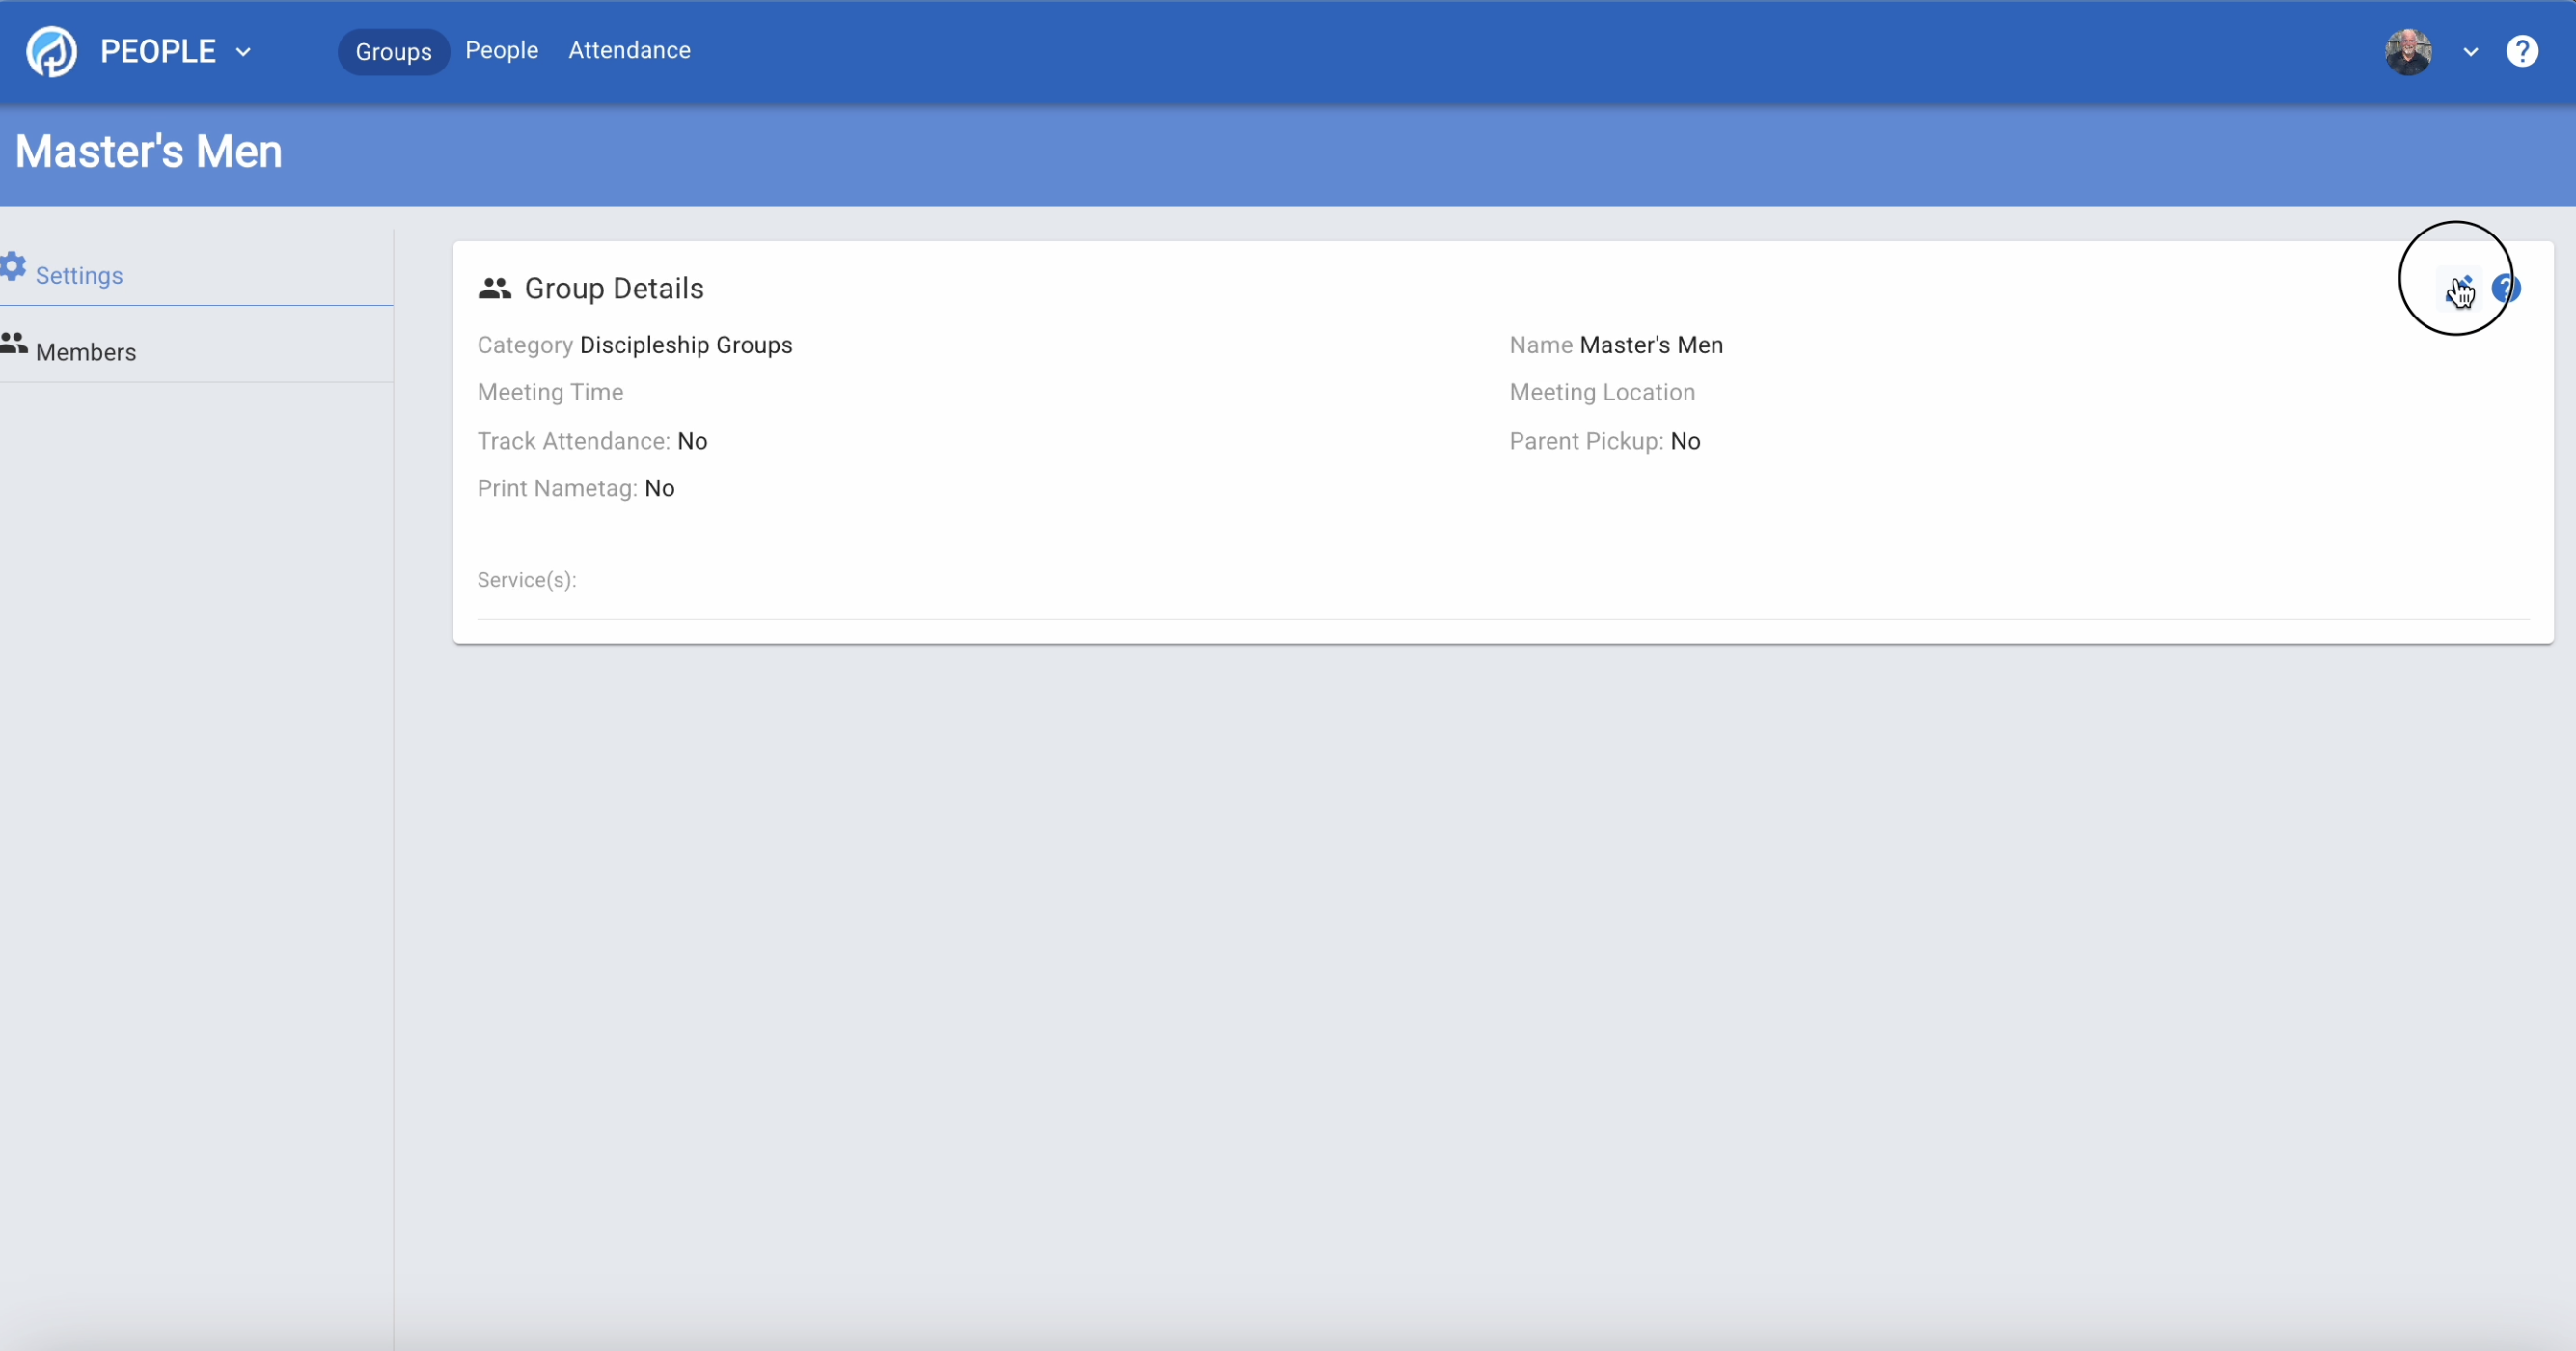 PEOPLE
Groups
People
Attendance
?
Master's Men
Settings
Members
Group Details
?
Category Discipleship Groups
Name Master's Men
Meeting Time
Meeting Location
Track Attendance: No
Parent Pickup: No
Print Nametag: No
Service(s):